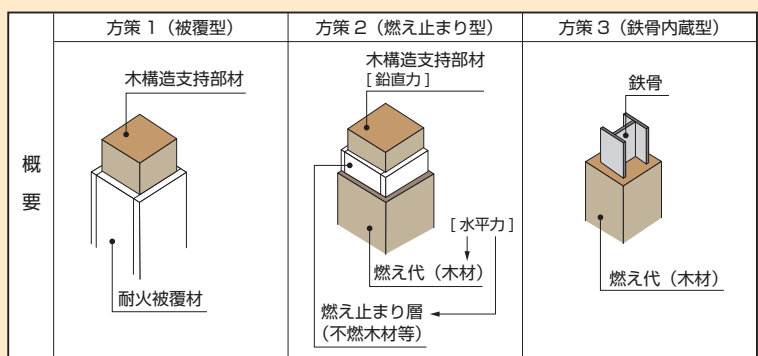 方策 1（被覆型）
方策 2（燃え止まり型）
方策 3（鉄骨内蔵型）
概要
木構造支持部材
耐火被覆材
木構造支持部材
[ 鉛直力 ]
[ 水平力 ]
燃え代（木材）
燃え止まり層
（不燃木材等）
鉄骨
燃え代（木材）